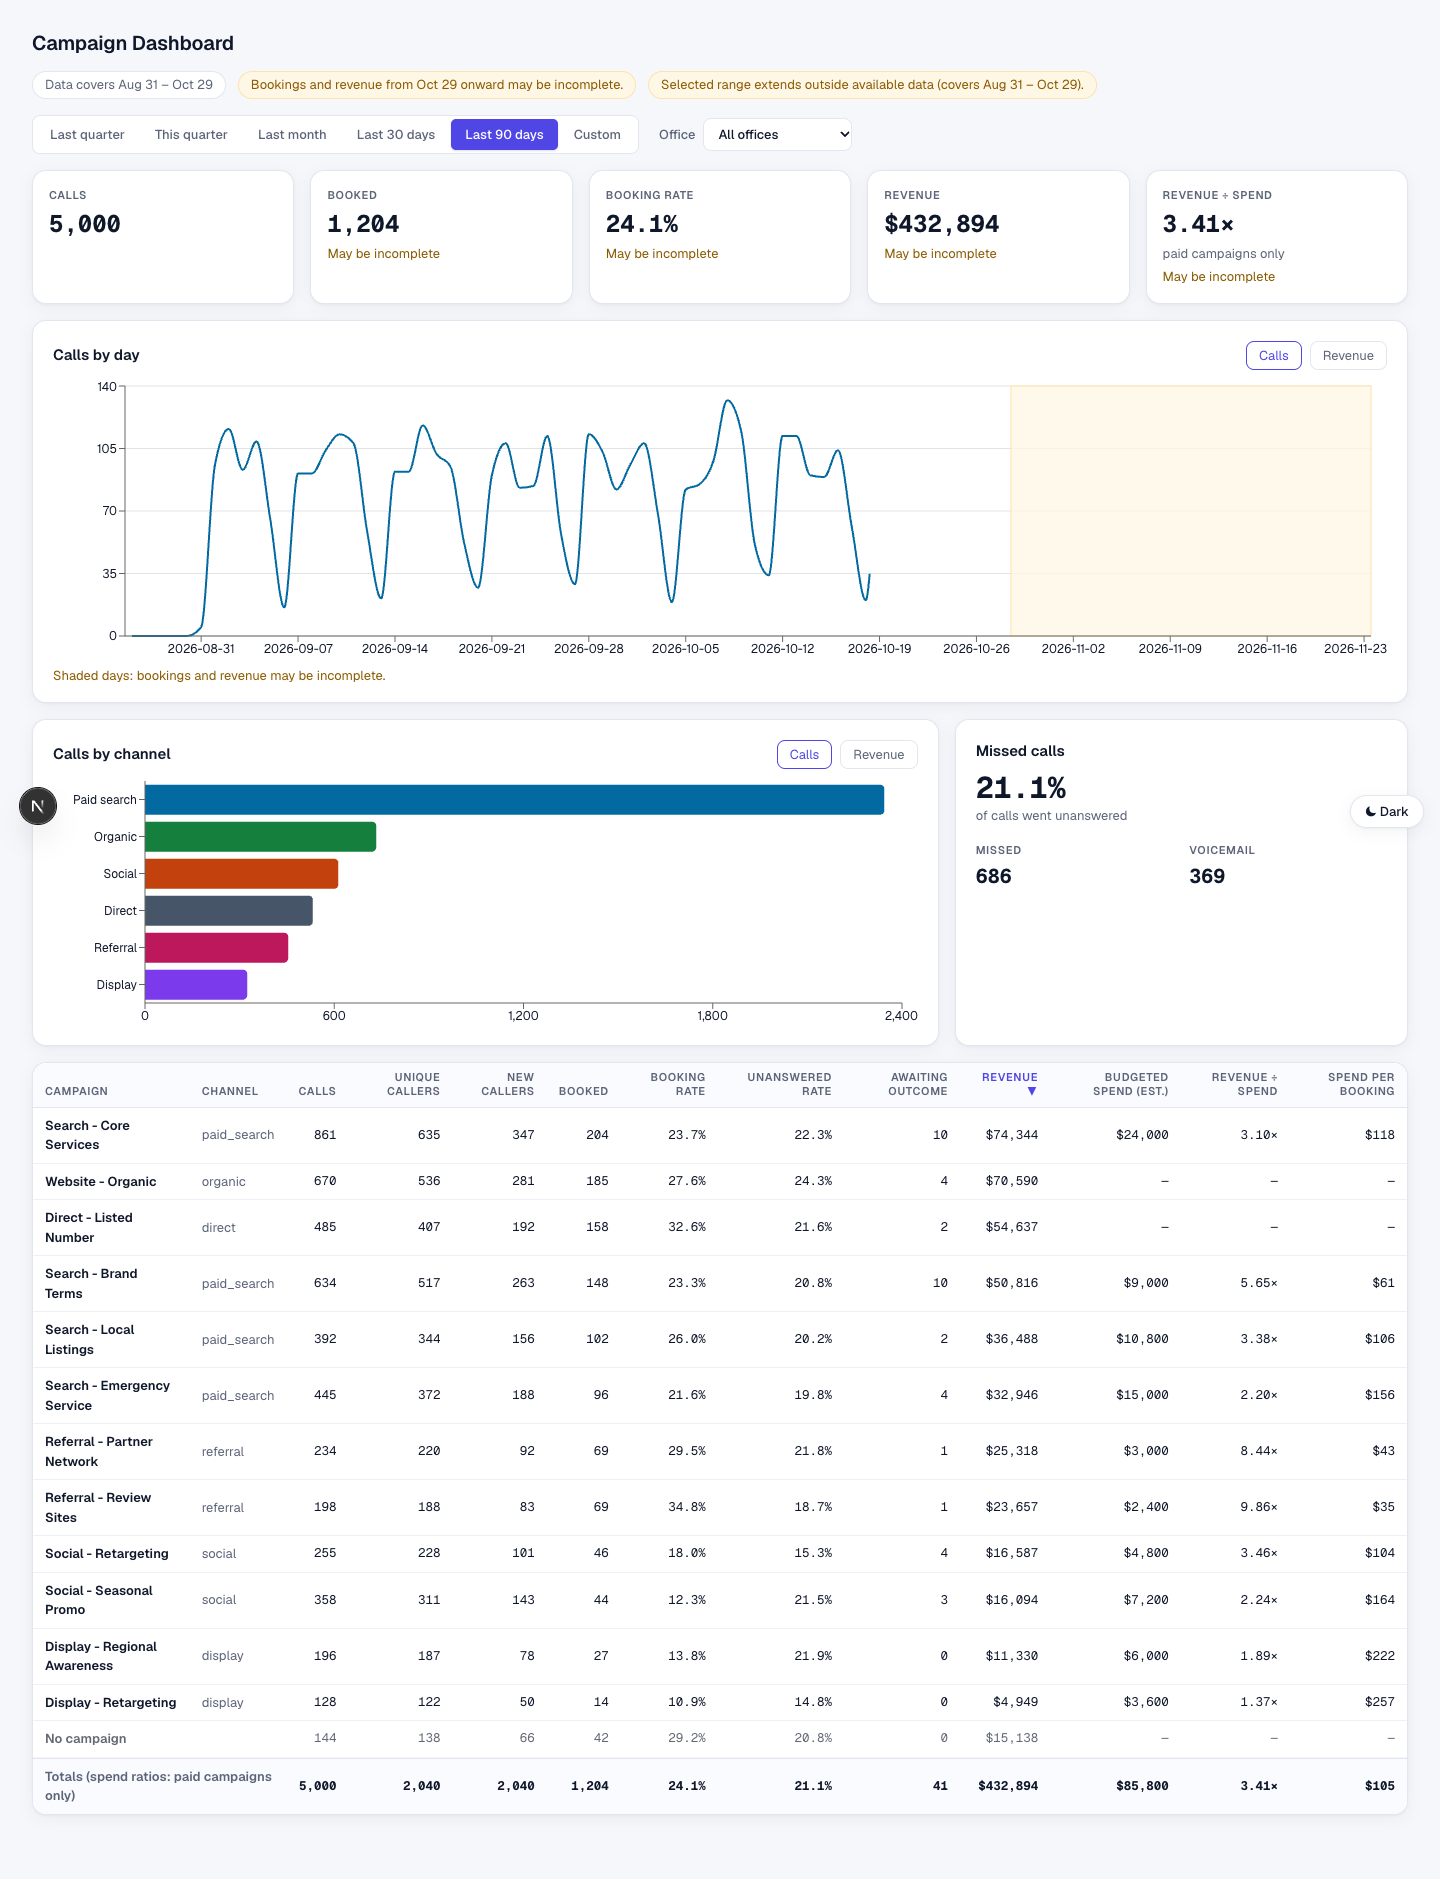 Campaign Dashboard
Data covers Aug 31 – Oct 29
Bookings and revenue from Oct 29 onward may be incomplete.
Selected range extends outside available data (covers Aug 31 – Oct 29).
Last quarter
This quarter
Last month
Last 30 days
Last 90 days
Custom
Office
All offices
CALLS
5,000
BOOKED
1,204
May be incomplete
BOOKING RATE
24.1%
May be incomplete
REVENUE
$432,894
May be incomplete
REVENUE ÷ SPEND
3.41×
paid campaigns only
May be incomplete
Calls by day
Calls
Revenue
140
105
70
35
0
2026-08-31
2026-09-07
2026-09-14
2026-09-21
2026-09-28
2026-10-05
2026-10-12
2026-10-19
2026-10-26
2026-11-02
2026-11-09
2026-11-16
2026-11-23
Shaded days: bookings and revenue may be incomplete.
Calls by channel
Calls
Revenue
Paid search
Organic
Social
Direct
Referral
Display
0
600
1,200
1,800
2,400
N
Missed calls
21.1%
of calls went unanswered
MISSED
686
VOICEMAIL
369
Dark
CAMPAIGN CHANNEL CALLS UNIQUE CALLERS NEW CALLERS BOOKED BOOKING RATE UNANSWERED RATE AWAITING OUTCOME REVENUE ▼ BUDGETED SPEND (EST.) REVENUE ÷ SPEND SPEND PER BOOKING
Search - Core Services paid_search 861 635 347 204 23.7% 22.3% 10 $74,344 $24,000 3.10× $118
Website - Organic organic 670 536 281 185 27.6% 24.3% 4 $70,590 – – –
Direct - Listed Number direct 485 407 192 158 32.6% 21.6% 2 $54,637 – – –
Search - Brand Terms paid_search 634 517 263 148 23.3% 20.8% 10 $50,816 $9,000 5.65× $61
Search - Local Listings paid_search 392 344 156 102 26.0% 20.2% 2 $36,488 $10,800 3.38× $106
Search - Emergency Service paid_search 445 372 188 96 21.6% 19.8% 4 $32,946 $15,000 2.20× $156
Referral - Partner Network referral 234 220 92 69 29.5% 21.8% 1 $25,318 $3,000 8.44× $43
Referral - Review Sites referral 198 188 83 69 34.8% 18.7% 1 $23,657 $2,400 9.86× $35
Social - Retargeting social 255 228 101 46 18.0% 15.3% 4 $16,587 $4,800 3.46× $104
Social - Seasonal Promo social 358 311 143 44 12.3% 21.5% 3 $16,094 $7,200 2.24× $164
Display - Regional Awareness display 196 187 78 27 13.8% 21.9% 0 $11,330 $6,000 1.89× $222
Display - Retargeting display 128 122 50 14 10.9% 14.8% 0 $4,949 $3,600 1.37× $257
No campaign 144 138 66 42 29.2% 20.8% 0 $15,138 – – –
Totals (spend ratios: paid campaigns only) 5,000 2,040 2,040 1,204 24.1% 21.1% 41 $432,894 $85,800 3.41× $105